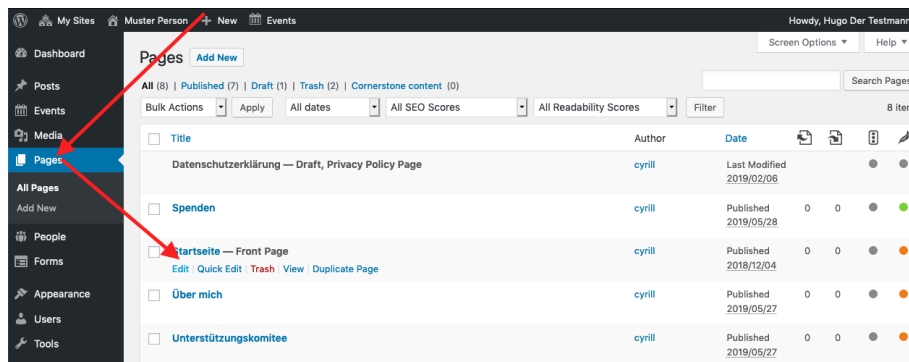 My Sites Muster Person + New Events Howdy, Hugo Der Testmann
Dashboard
Posts
Events
Media
Pages
All Pages
Add New
People
Forms
Appearance
Users
Tools
Screen Options ▼ Help ▼
Pages Add New
All (8) | Published (7) | Draft (1) | Trash (2) | Cornerstone content (0)
Search Pages
Bulk Actions Apply All dates All SEO Scores All Readability Scores Filter
Title Author Date
Datenschutzerklärung — Draft, Privacy Policy Page cyrill Last Modified
2019/02/06
Spenden cyrill Published 0 0
2019/05/28
Startseite — Front Page cyrill Published 0 0
Edit | Quick Edit | Trash | View | Duplicate Page 2018/12/04
Über mich cyrill Published 0 0
2019/05/27
Unterstützungskomitee cyrill Published 0 0
2019/05/27